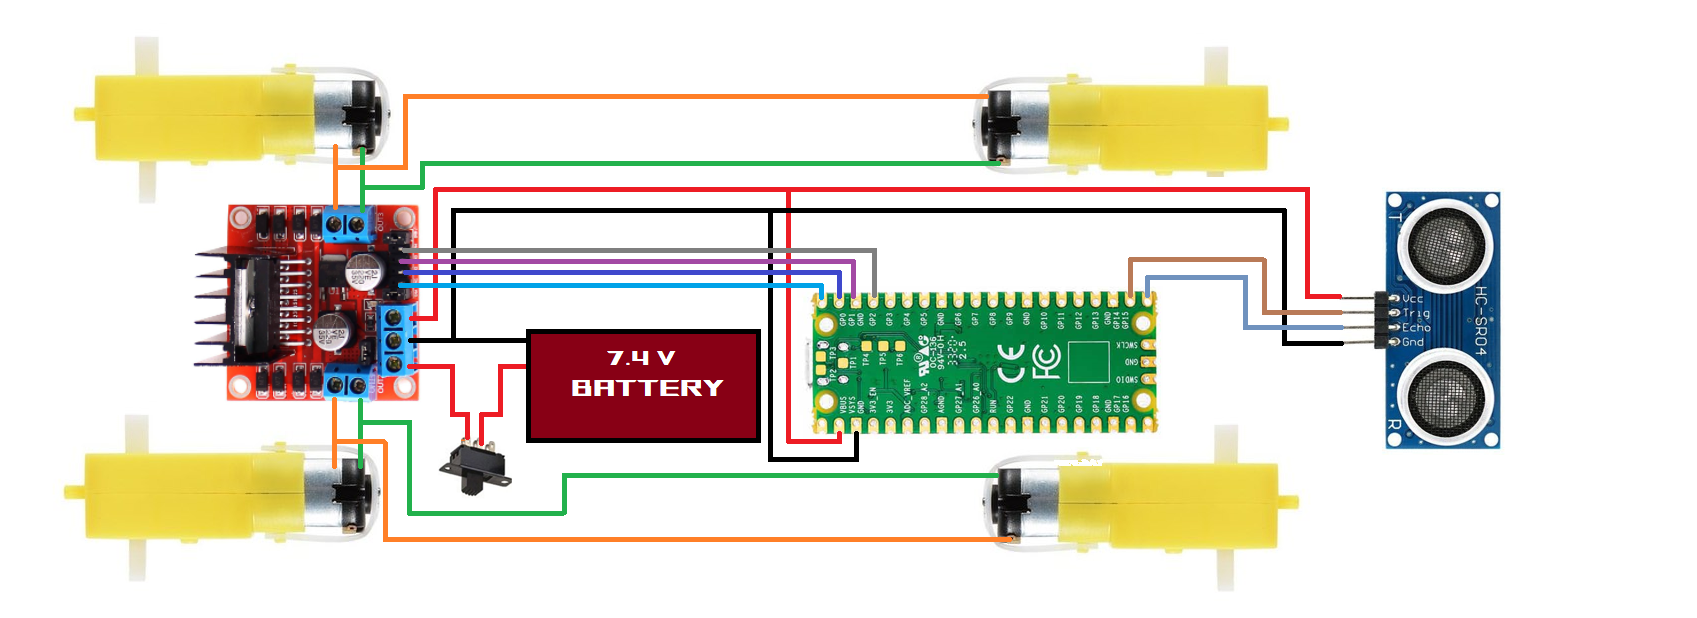 7.4 V
BATTERY
OUT3
GP0
GP1
GND
GP2
GP3
GP4
GP5
GND
GP6
GP7
GP8
GP9
GND
GP10
GP11
GP12
GP13
GND
GP14
GP15
TP3
TP2
TP1
TP4
TP5
TP6
CE
FC
SWCLK
GND
SWDIO
VBUS
VSYS
GND
3V3_EN
3V3
ADC_VREF
GP28_A2
AGND
GP27_A1
GP26_A0
RUN
GP22
GND
GP21
GP20
GP19
GP18
GND
GP17
GP16
T
Vcc
Trig
Echo
Gnd
HC-SR04
R